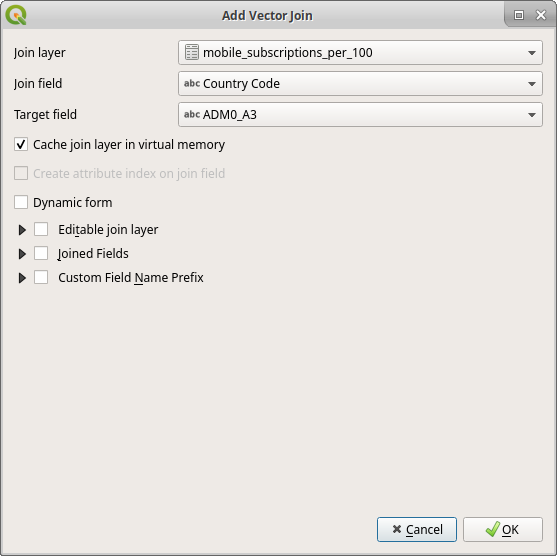 Add Vector Join
Join layer mobile_subscriptions_per_100
Join field abc Country Code
Target field abc ADM0_A3
Cache join layer in virtual memory
Create attribute index on join field
Dynamic form
Editable join layer
Joined Fields
Custom Field Name Prefix
Cancel OK